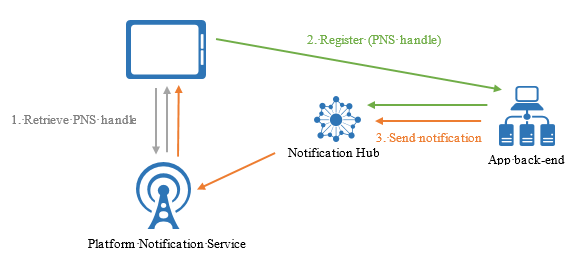 2. Register (PNS handle)
1. Retrieve PNS handle
3. Send notification
Notification Hub
App back-end
Platform Notification Service